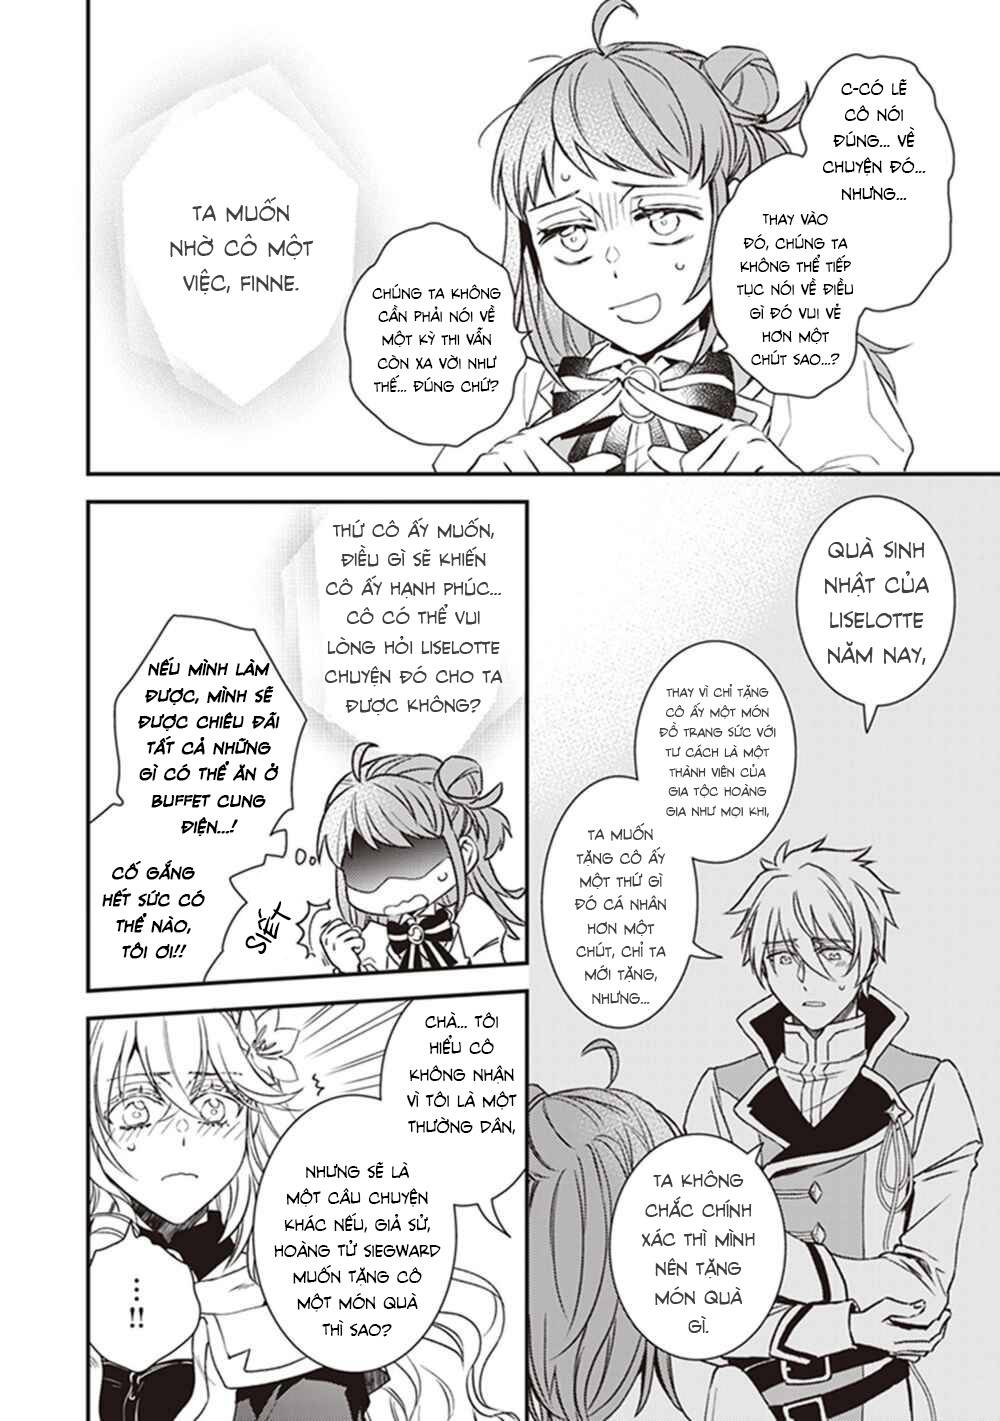 C-CÓ LẼ
CÔ NÓI
ĐÚNG... VỀ
CHUYỆN ĐÓ...
NHƯNG...
THAY VÀO
ĐÓ, CHÚNG TA
KHÔNG THỂ TIẾP
TỤC NÓI VỀ ĐIỀU
GÌ ĐÓ VUI VẺ
HƠN MỘT
CHÚT SAO...?
CHÚNG TA KHÔNG
CẦN PHẢI NÓI VỀ
MỘT KỲ THI VẪN
CÒN XA VỜI NHƯ
THẾ... ĐÚNG CHỨ?
TA MUỐN
NHỜ CÔ MỘT
VIỆC, FINNE.
QUÀ SINH
NHẬT CỦA
LISELOTTE
NĂM NAY,
THAY VÌ CHỈ TẶNG
CÔ ẤY MỘT MÓN
ĐỒ TRANG SỨC VỚI
TƯ CÁCH LÀ MỘT
THÀNH VIÊN CỦA
GIA TỘC HOÀNG
GIA NHƯ MỌI KHI,
TA MUỐN
TẶNG CÔ ẤY
MỘT THỨ GÌ
ĐÓ CÁ NHÂN
HƠN MỘT
CHÚT, CHỈ TA
MỚI TẶNG,
NHƯNG...
TA KHÔNG
CHẮC CHÍNH
XÁC THÌ MÌNH
NÊN TẶNG
MÓN QUÀ
GÌ.
THỨ CÔ ẤY MUỐN,
ĐIỀU GÌ SẼ KHIẾN
CÔ ẤY HẠNH PHÚC...
CÔ CÓ THỂ VUI
LÒNG HỎI LISELOTTE
CHUYỆN ĐÓ CHO TA
ĐƯỢC KHÔNG?
NẾU MÌNH LÀM
ĐƯỢC, MÌNH SẼ
ĐƯỢC CHIÊU ĐÃI
TẤT CẢ NHỮNG
GÌ CÓ THỂ ĂN Ở
BUFFET CUNG
ĐIỆN...!
CỐ GẮNG
HẾT SỨC CÓ
THỂ NÀO,
TÔI ƠI!!
SIẾT
CHÀ... TÔI
HIỂU CÔ
KHÔNG NHẬN
VÌ TÔI LÀ MỘT
THƯỜNG DÂN,
NHƯNG SẼ LÀ
MỘT CÂU CHUYỆN
KHÁC NẾU, GIẢ SỬ,
HOÀNG TỬ SIEGWARD
MUỐN TẶNG CÔ
MỘT MÓN QUÀ
THÌ SAO?
...!!